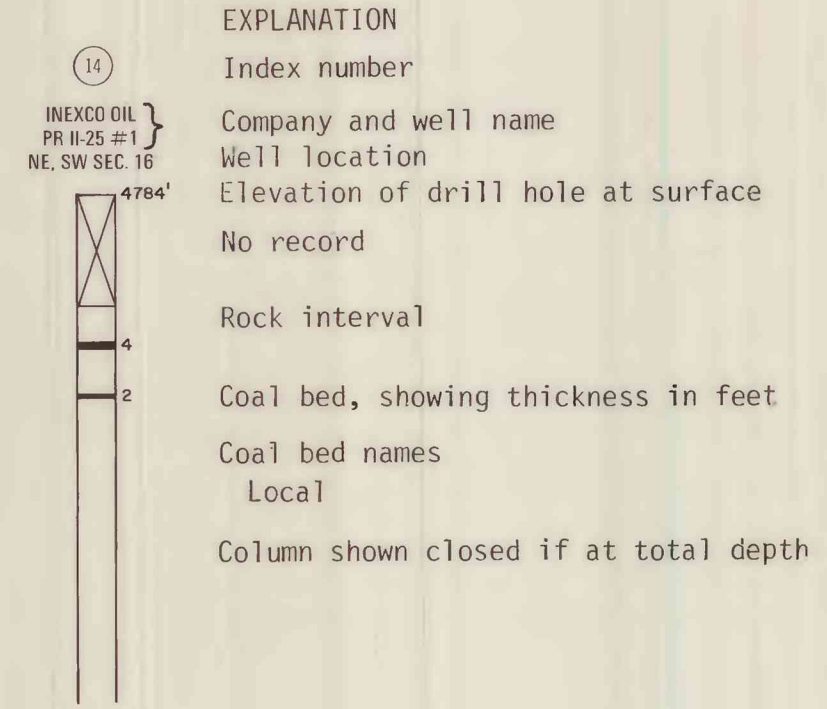 EXPLANATION
14 Index number
INEXCO OIL
PR II-25 #1 } Company and well name
NE, SW SEC. 16 Well location
4784' Elevation of drill hole at surface
No record
Rock interval
4
2 Coal bed, showing thickness in feet
Coal bed names
Local
Column shown closed if at total depth